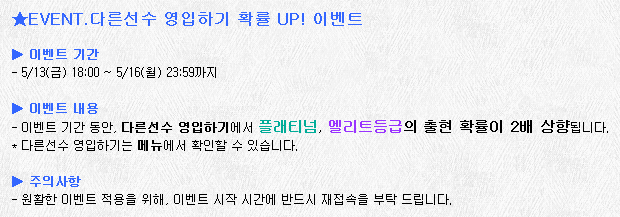 ★EVENT.다른선수 영입하기 확률 UP! 이벤트
▶ 이벤트 기간
- 5/13(금) 18:00 ~ 5/16(월) 23:59까지
▶ 이벤트 내용
- 이벤트 기간 동안, 다른선수 영입하기에서 플래티넘, 엘리트등급의 출현 확률이 2배 상향됩니다.
* 다른선수 영입하기는 메뉴에서 확인할 수 있습니다.
▶ 주의사항
- 원활한 이벤트 적용을 위해, 이벤트 시작 시간에 반드시 재접속을 부탁 드립니다.